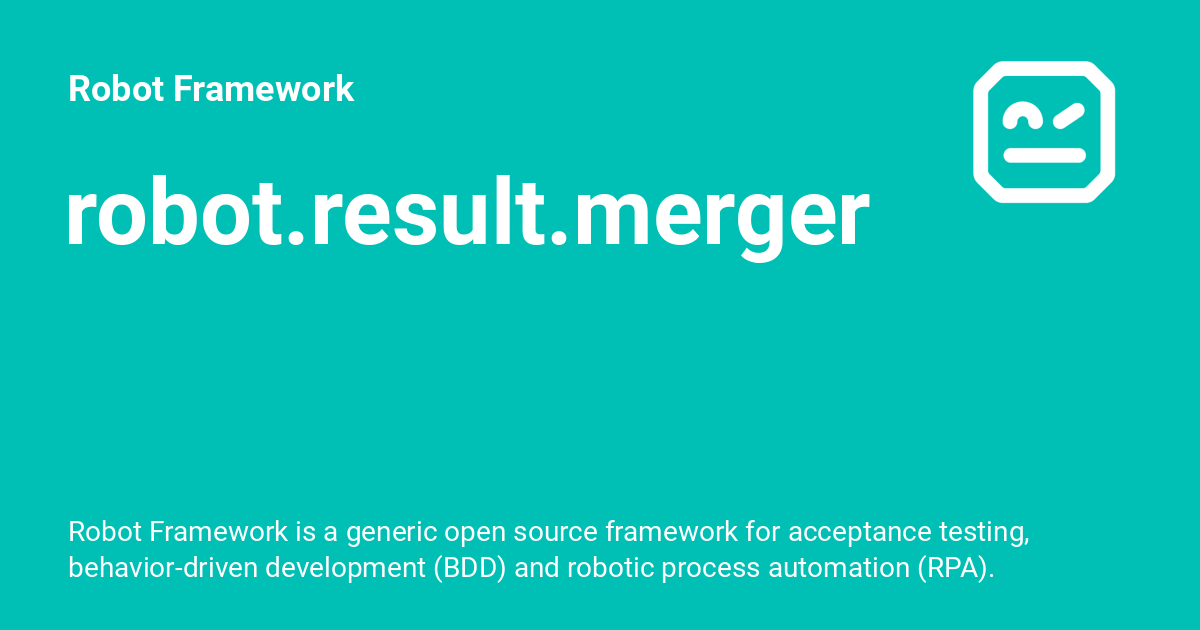 Robot Framework
robot.result.merger
Robot Framework is a generic open source framework for acceptance testing,
behavior-driven development (BDD) and robotic process automation (RPA).